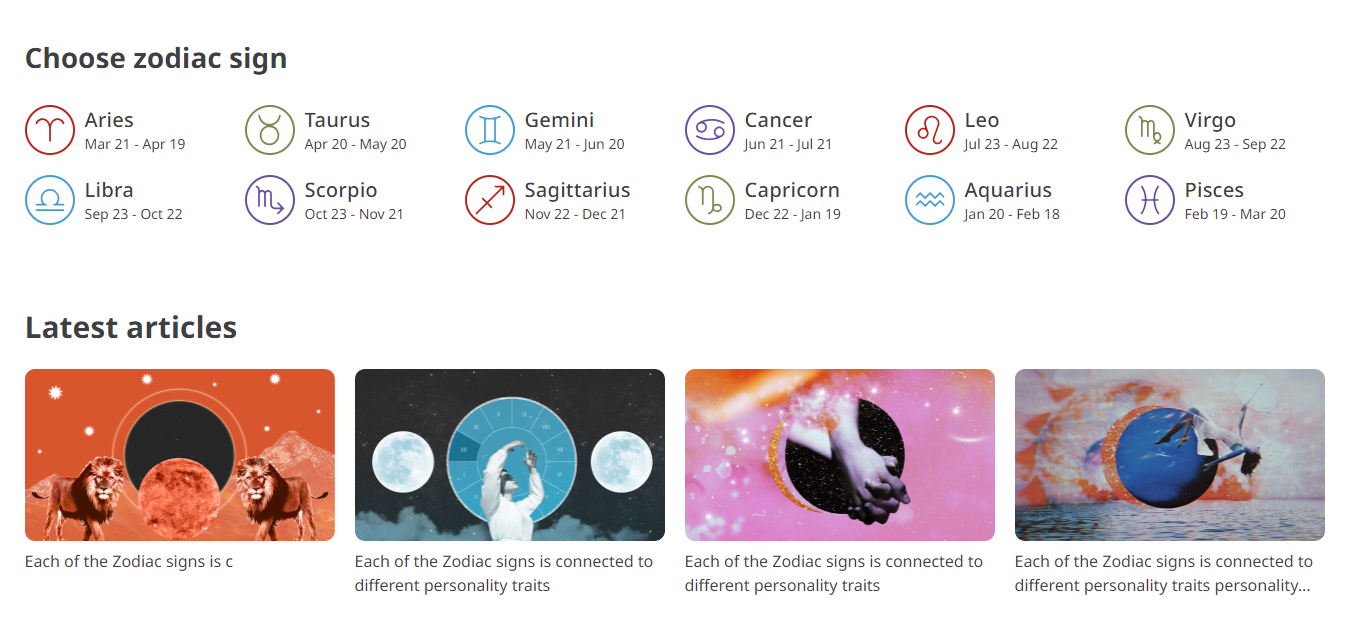 Choose zodiac sign
Aries
Mar 21 - Apr 19
Taurus
Apr 20 - May 20
Gemini
May 21 - Jun 20
Cancer
Jun 21 - Jul 21
Leo
Jul 23 - Aug 22
Virgo
Aug 23 - Sep 22
Libra
Sep 23 - Oct 22
Scorpio
Oct 23 - Nov 21
Sagittarius
Nov 22 - Dec 21
Capricorn
Dec 22 - Jan 19
Aquarius
Jan 20 - Feb 18
Pisces
Feb 19 - Mar 20
Latest articles
Each of the Zodiac signs is c
Each of the Zodiac signs is connected to
different personality traits
Each of the Zodiac signs is connected to
different personality traits
Each of the Zodiac signs is connected to
different personality traits personality...